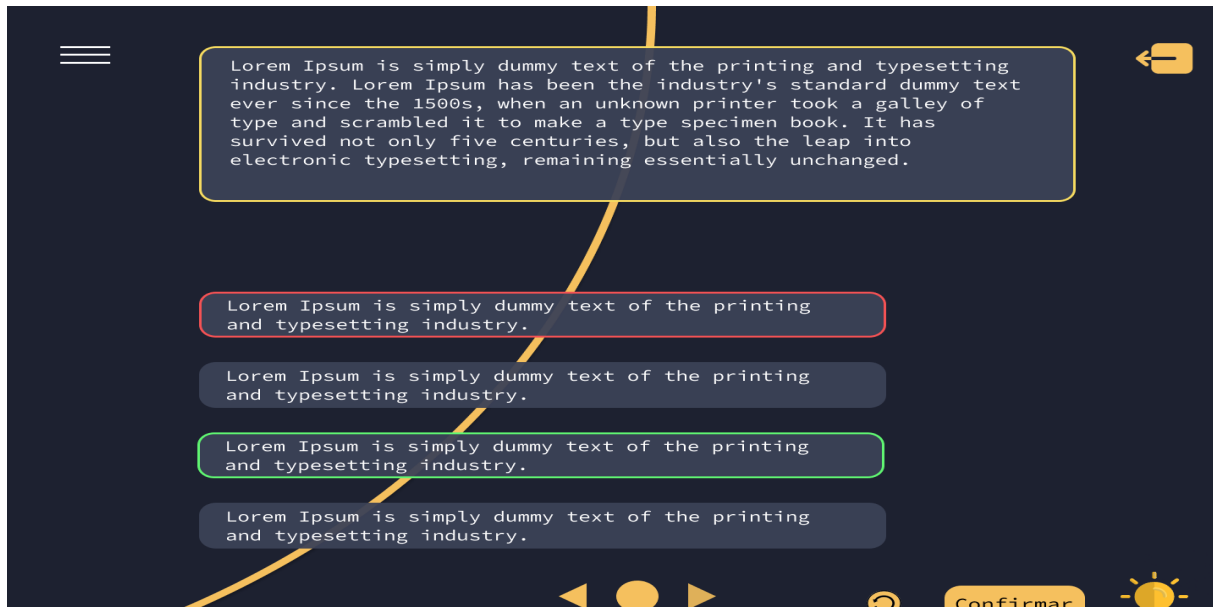 Lorem Ipsum is simply dummy text of the printing and typesetting
industry. Lorem Ipsum has been the industry's standard dummy text
ever since the 1500s, when an unknown printer took a galley of
type and scrambled it to make a type specimen book. It has
survived not only five centuries, but also the leap into
electronic typesetting, remaining essentially unchanged.
Lorem Ipsum is simply dummy text of the printing
and typesetting industry.
Lorem Ipsum is simply dummy text of the printing
and typesetting industry.
Lorem Ipsum is simply dummy text of the printing
and typesetting industry.
Lorem Ipsum is simply dummy text of the printing
and typesetting industry.
Confirmar